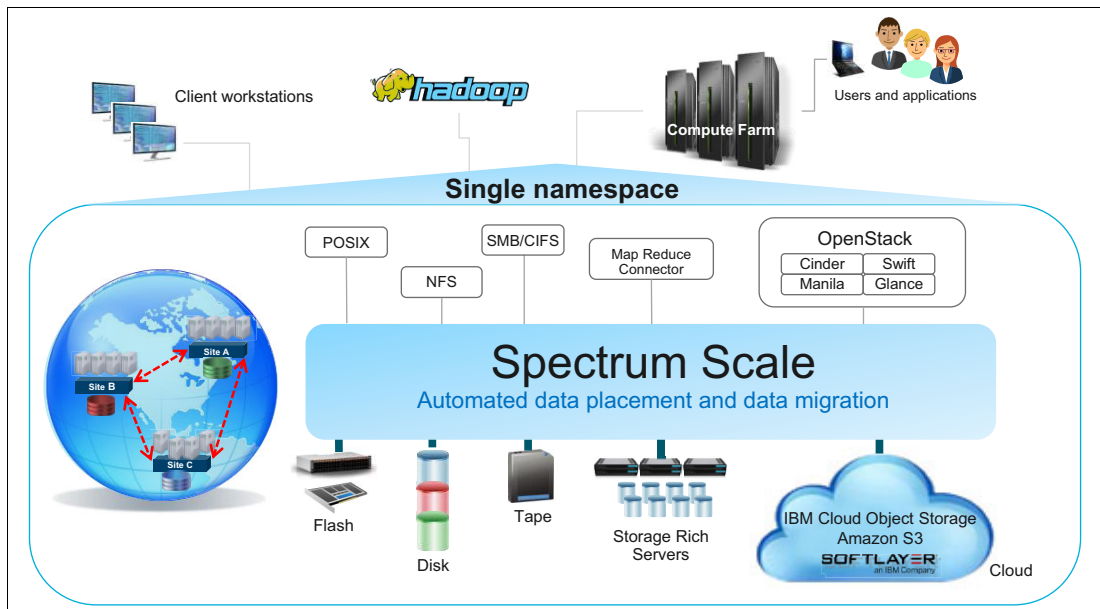 Client workstations
hadoop
Compute Farm
Users and applications
Single namespace
POSIX
NFS
SMB/CIFS
Map Reduce
Connector
OpenStack
Cinder
Swift
Manila
Glance
Site A
Site B
Site C
Spectrum Scale
Automated data placement and data migration
Flash
Disk
Tape
Storage Rich
Servers
IBM Cloud Object Storage
Amazon S3
SOFTLAYER
an IBM Company
Cloud